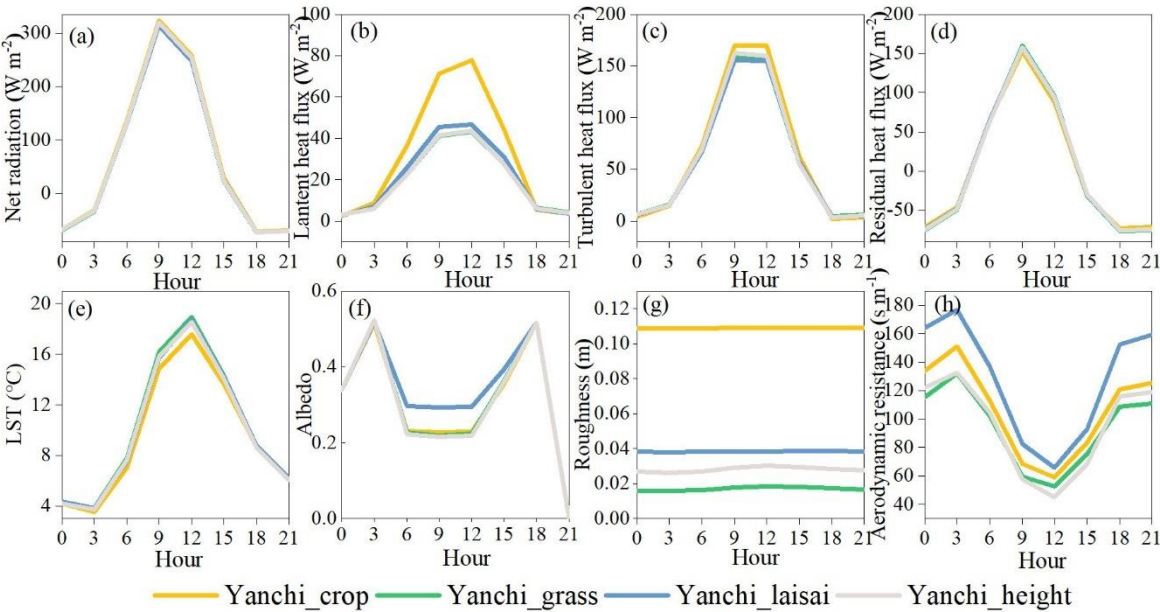 (a)
Net radiation (W m-2)
300
200
100
0
0 3 6 9 12 15 18 21
Hour
(b)
Lantent heat flux (W m-2)
100
80
60
40
20
0
0 3 6 9 12 15 18 21
Hour
(c)
Turbulent heat flux (W m-2)
200
150
100
50
0
0 3 6 9 12 15 18 21
Hour
(d)
Residual heat flux (W m-2)
200
150
100
50
0
-50
0 3 6 9 12 15 18 21
Hour
(e)
LST (°C)
20
16
12
8
4
0 3 6 9 12 15 18 21
Hour
(f)
Albedo
0.6
0.4
0.2
0.0
0 3 6 9 12 15 18 21
Hour
(g)
Roughness (m)
0.12
0.10
0.08
0.06
0.04
0.02
0.00
0 3 6 9 12 15 18 21
Hour
(h)
Aerodynamic resistance (s m-1)
180
160
140
120
100
80
60
40
0 3 6 9 12 15 18 21
Hour
Yanchi_crop Yanchi_grass Yanchi_laisai Yanchi_height